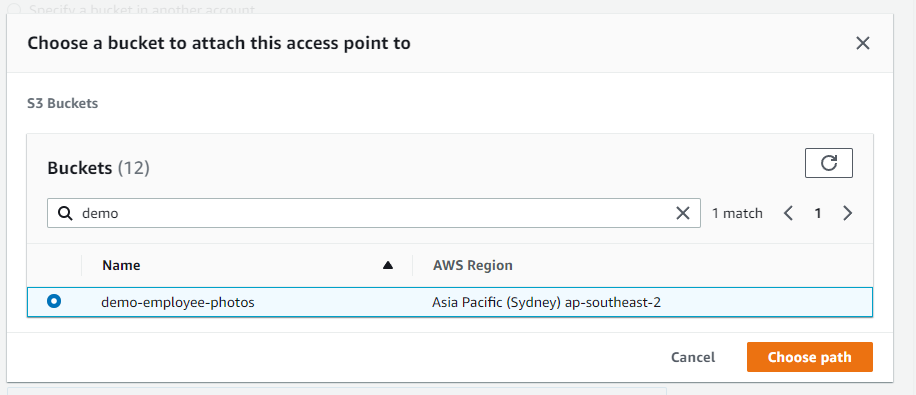 Specify a bucket in another account
Choose a bucket to attach this access point to
S3 Buckets
Buckets (12)
demo
1 match
1
Name
AWS Region
demo-employee-photos
Asia Pacific (Sydney) ap-southeast-2
Cancel
Choose path